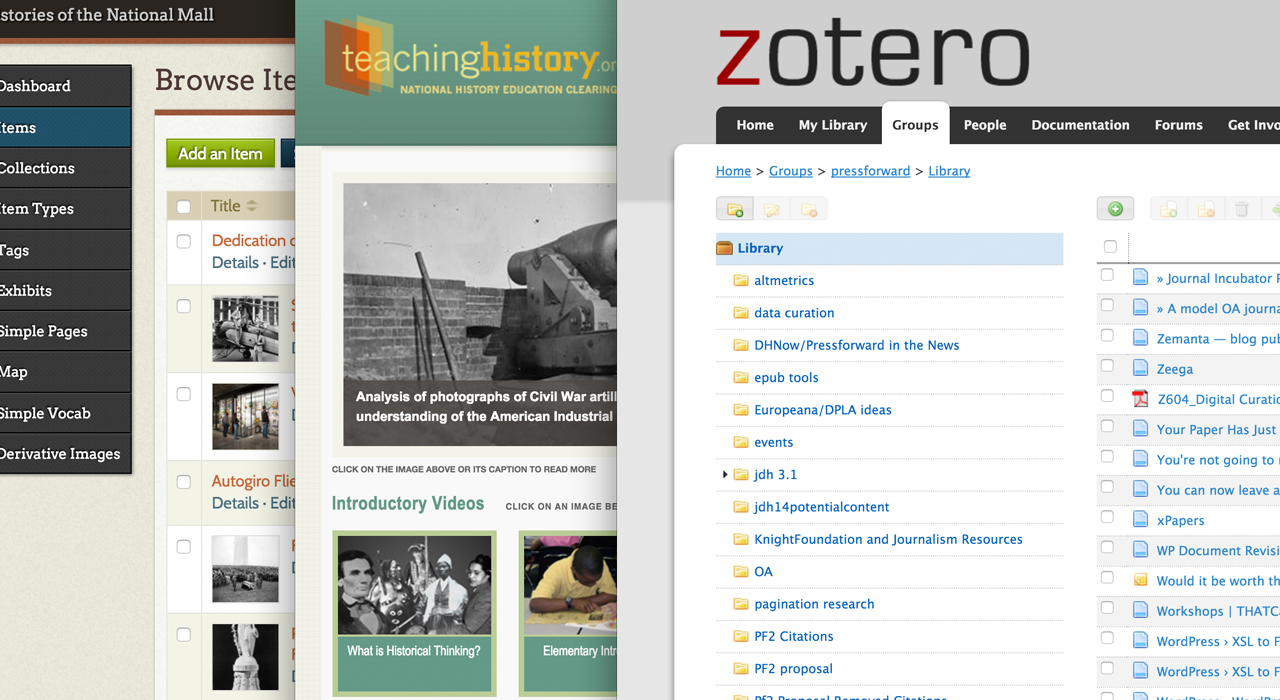 stories of the National Mall
Dashboard
Items
Collections
Item Types
Tags
Exhibits
Simple Pages
Map
Simple Vocab
Derivative Images
Browse
Add an Item
Title
Dedication
Details · Edit
Autogiro
Details · Edit
teachinghistory.or
NATIONAL HISTORY EDUCATION CLEARING
Analysis of photographs of Civil War artill
understanding of the American Industrial
CLICK ON THE IMAGE ABOVE OR ITS CAPTION TO READ MORE
Introductory Videos
CLICK ON AN IMAGE BE
What is Historical Thinking?
Elementary Intr
zotero
Home
My Library
Groups
People
Documentation
Forums
Get Invo
Home > Groups > pressforward > Library
Library
altmetrics
data curation
DHNow/Pressforward in the News
epub tools
Europeana/DPLA ideas
events
jdh 3.1
jdh14potentialcontent
KnightFoundation and Journalism Resources
OA
pagination research
PF2 Citations
PF2 proposal
Pf2 Proposal Removed Citations
» Journal Incubator
» A model OA journa
Zemanta — blog pub
Zeega
Z604_Digital Curatio
Your Paper Has Just
You're not going to
You can now leave a
xPapers
WP Document Revisi
Would it be worth th
Workshops | THATC
WordPress › XSL to F
WordPress › XSL to F